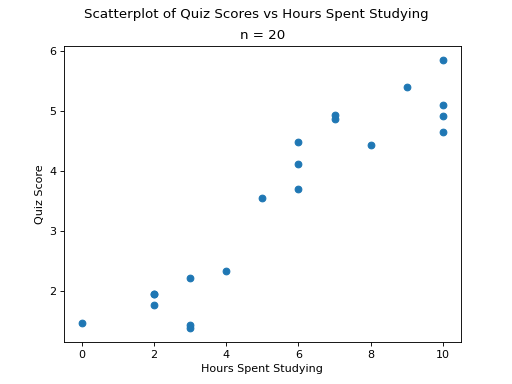 Scatterplot of Quiz Scores vs Hours Spent Studying
n = 20
6
5
4
3
2
Quiz Score
0 2 4 6 8 10
Hours Spent Studying